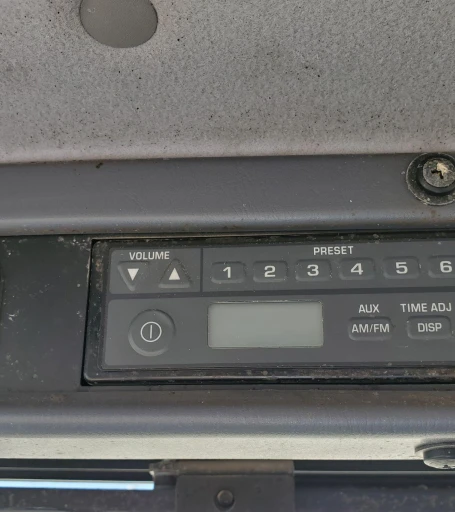 VOLUME
PRESET
▼ ▲ 1 2 3 4 5 6
AUX TIME ADJ
AM/FM DISP